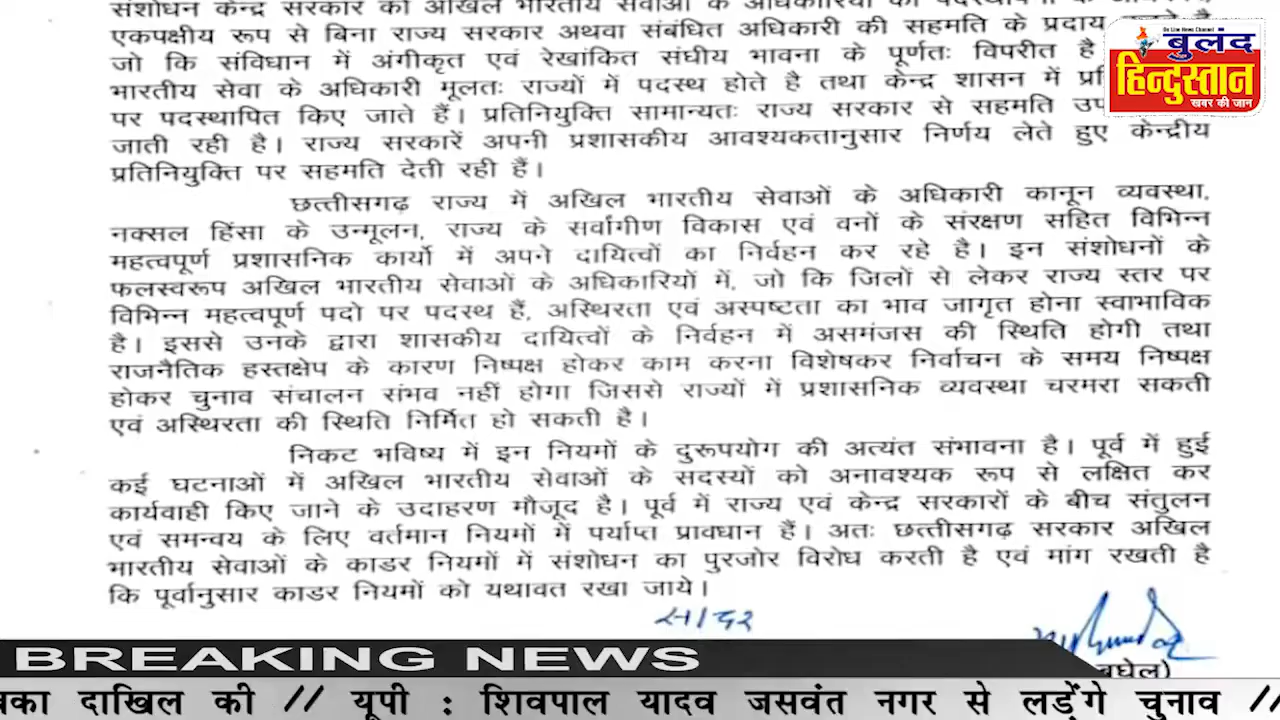 संशोधन केन्द्र सरकार को अखिल भारतीय सेवाओं के अधिकारियों की
एकपक्षीय रूप से बिना राज्य सरकार अथवा संबंधित अधिकारी की सहमति के प्रदाय
जो कि संविधान में अंगीकृत एवं रेखांकित संघीय भावना के पूर्णतः विपरीत है
भारतीय सेवा के अधिकारी मूलतः राज्यों में पदस्थ होते है तथा केन्द्र शासन में
पर पदस्थापित किए जाते हैं। प्रतिनियुक्ति सामान्यतः राज्य सरकार से सहमति
जाती रही है। राज्य सरकारें अपनी प्रशासकीय आवश्यकतानुसार निर्णय लेते हुए केन्द्रीय
प्रतिनियुक्ति पर सहमति देती रही हैं।
छत्तीसगढ़ राज्य में अखिल भारतीय सेवाओं के अधिकारी कानून व्यवस्था,
नक्सल हिंसा के उन्मूलन, राज्य के सर्वागीण विकास एवं वनों के संरक्षण सहित विभिन्न
महत्वपूर्ण प्रशासनिक कार्यो में अपने दायित्वों का निर्वहन कर रहे है। इन संशोधनों के
फलस्वरूप अखिल भारतीय सेवाओं के अधिकारियों में, जो कि जिलों से लेकर राज्य स्तर पर
विभिन्न महत्वपूर्ण पदो पर पदस्थ हैं, अस्थिरता एवं अस्पष्टता का भाव जागृत होना स्वाभाविक
है। इससे उनके द्वारा शासकीय दायित्वों के निर्वहन में असमंजस की स्थिति होगी तथा
राजनैतिक हस्तक्षेप के कारण निष्पक्ष होकर काम करना विशेषकर निर्वाचन के समय निष्पक्ष
होकर चुनाव संचालन संभव नहीं होगा जिससे राज्यों में प्रशासनिक व्यवस्था चरमरा सकती
एवं अस्थिरता की स्थिति निर्मित हो सकती है।
निकट भविष्य में इन नियमों के दुरूपयोग की अत्यंत संभावना है। पूर्व में हुई
कई घटनाओं में अखिल भारतीय सेवाओं के सदस्यों को अनावश्यक रूप से लक्षित कर
कार्यवाही किए जाने के उदाहरण मौजूद है। पूर्व में राज्य एवं केन्द्र सरकारों के बीच संतुलन
एवं समन्वय के लिए वर्तमान नियमों में पर्याप्त प्रावधान हैं। अतः छत्तीसगढ़ सरकार अखिल
भारतीय सेवाओं के काडर नियमों में संशोधन का पुरजोर विरोध करती है एवं मांग रखती है
कि पूर्वानुसार काडर नियमों को यथावत रखा जाये।
सादर
बघेल)
बुलंद
हिन्दुस्तान
खबर की जान
BREAKING NEWS
दाखिल की // यूपी : शिवपाल यादव जसवंत नगर से लड़ेंगे चुनाव //